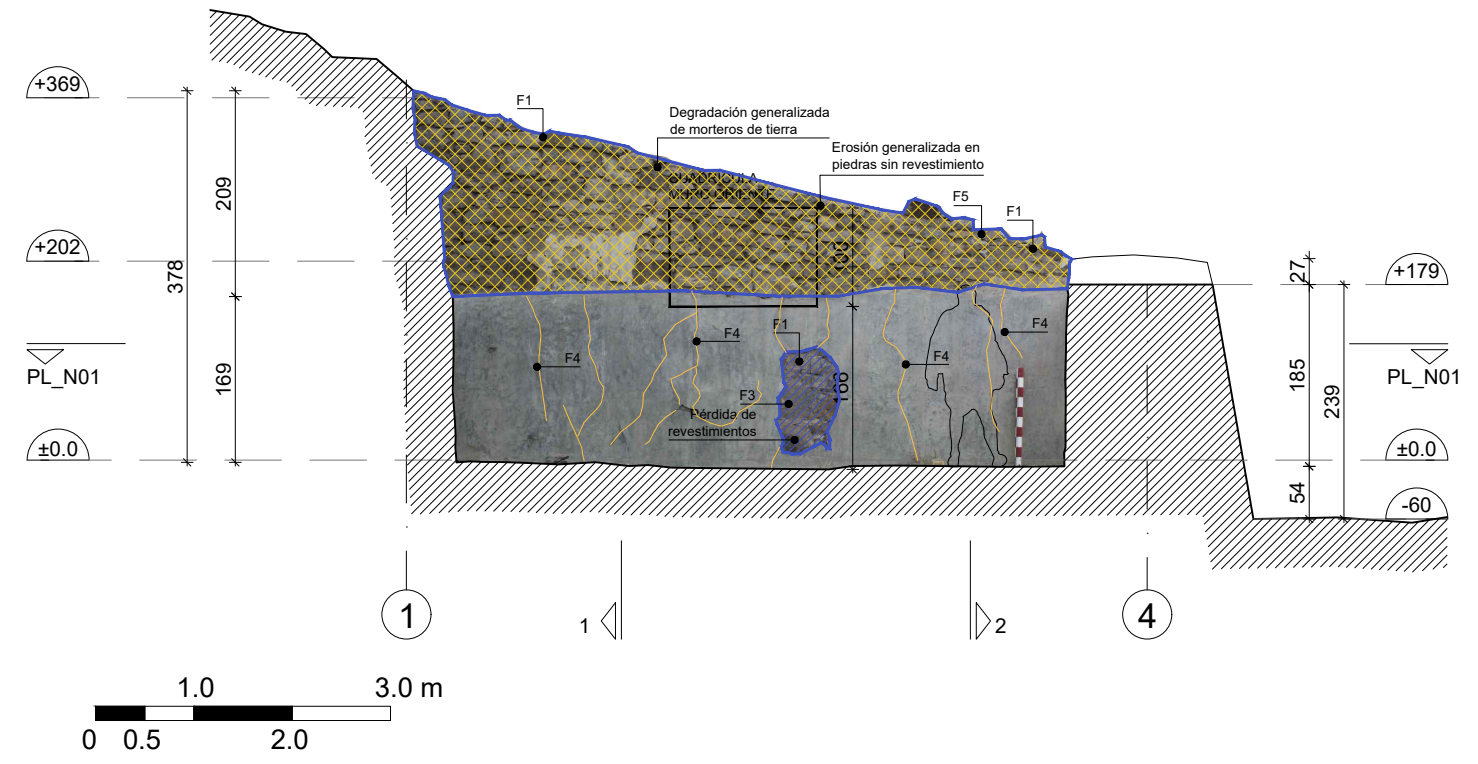 +369
F1
Degradación generalizada
de morteros de tierra
Erosión generalizada en
piedras sin revestimiento
CUADRÍCULA
F5
F1
209
+202
378
27
+179
F4
F1
F4
F4
F4
PL_N01
PL_N01
169
166
185
239
F3
Pérdida de
revestimientos
±0.0
±0.0
54
-60
1
1
2
4
1.0
3.0 m
0
0.5
2.0